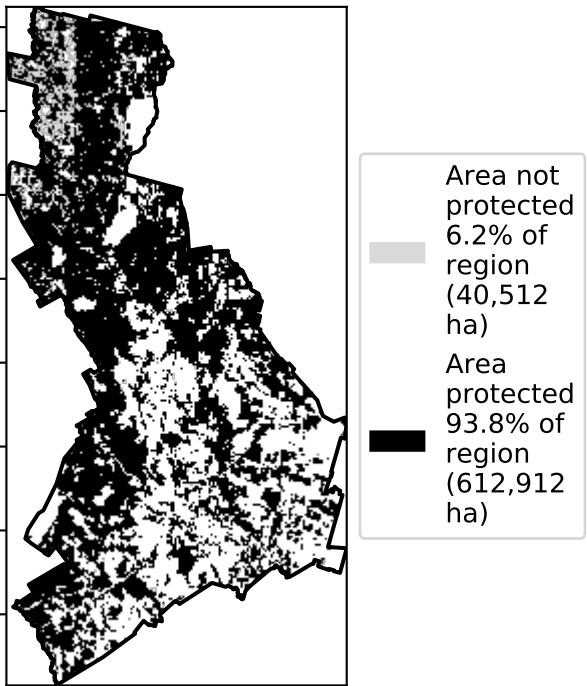 Area not
protected
6.2% of
region
(40,512
ha)
Area
protected
93.8% of
region
(612,912
ha)